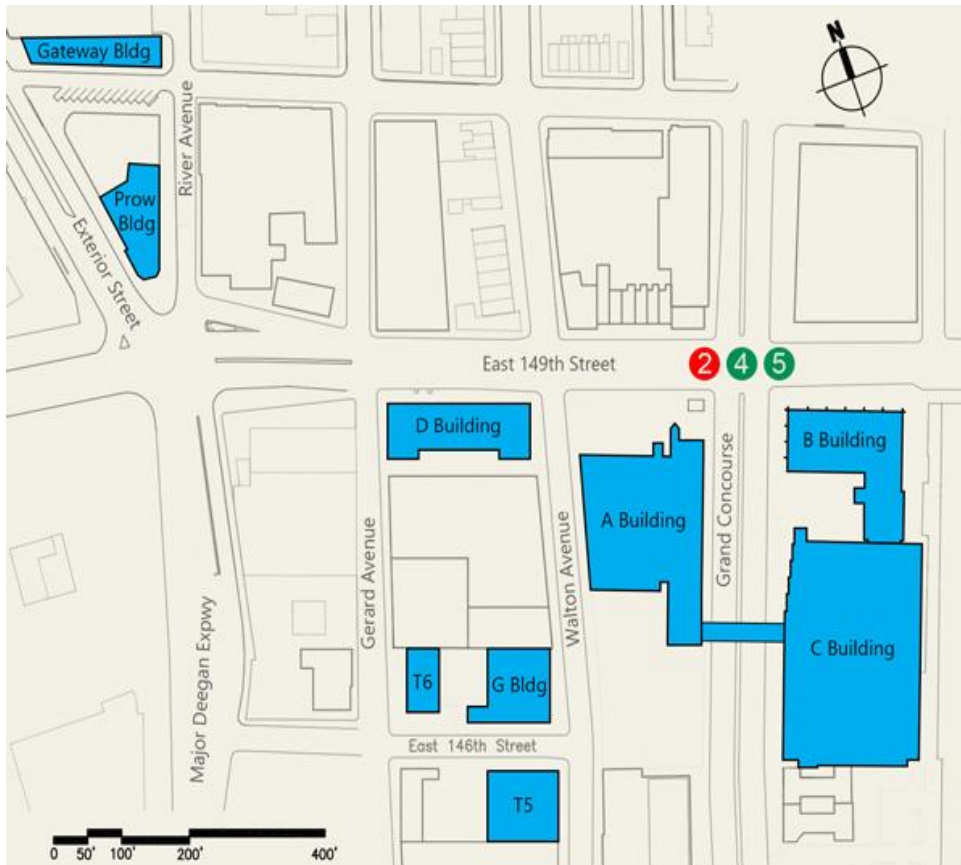 Gateway Bldg
N
River Avenue
Prow
Bldg
Exterior Street
East 149th Street
2
4
5
D Building
B Building
A Building
Grand Concourse
Gerard Avenue
Walton Avenue
Major Deegan Expwy
C Building
T6
G Bldg
East 146th Street
T5
0 50' 100' 200' 400'